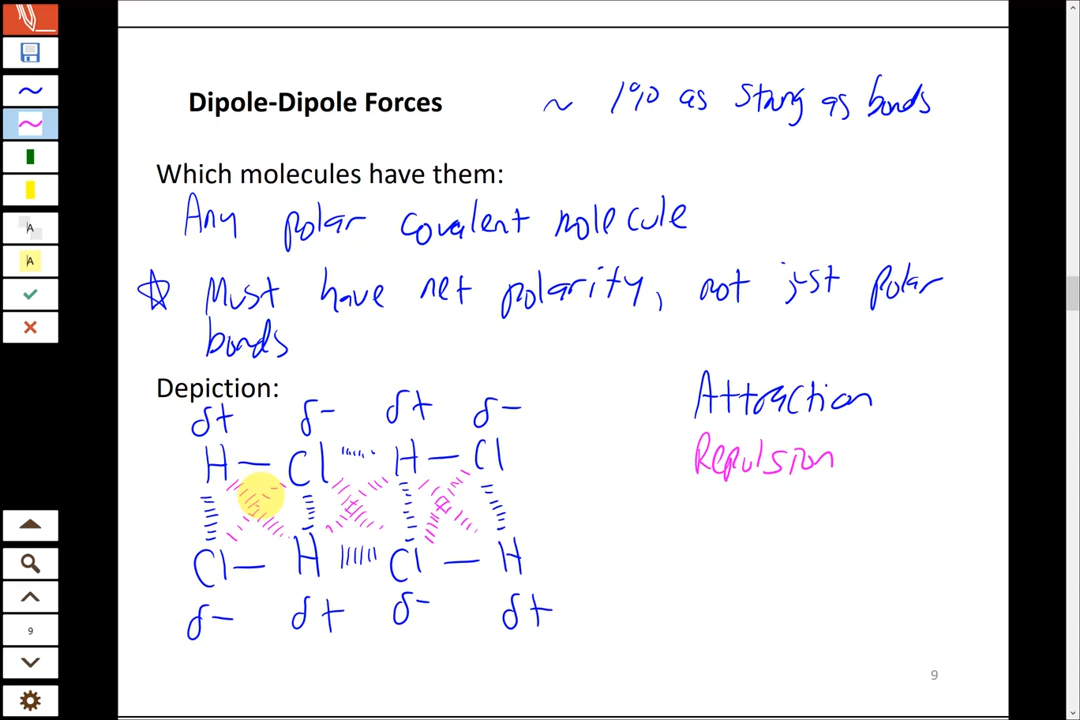 Dipole-Dipole Forces ~ 1% as strong as bonds
Which molecules have them:
Any polar covalent molecule
☆ Must have net polarity, not just polar
bonds
Depiction:
Attraction
δ+ δ- δ+ δ-
H-Cl H-Cl
Repulsion
Cl-H Cl-H
δ- δ+ δ- δ+
9
A
A
9